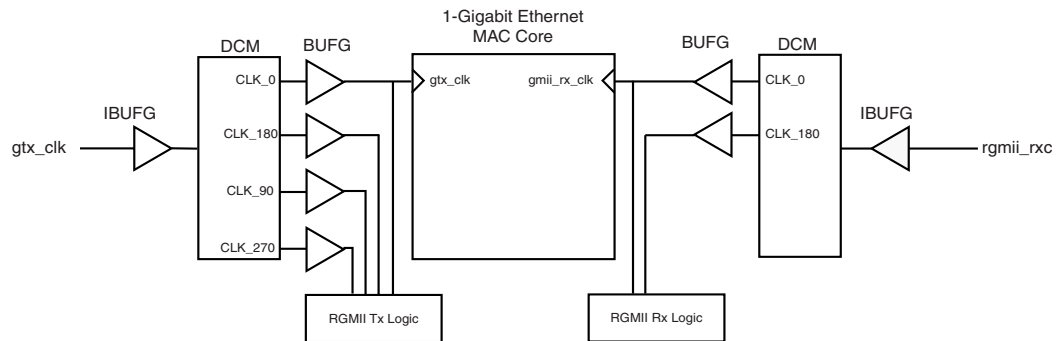 1-Gigabit Ethernet
MAC Core
DCM
BUFG
BUFG
DCM
CLK_0
gtx_clk
gmii_rx_clk
CLK_0
IBUFG
IBUFG
CLK_180
CLK_180
gtx_clk
rgmii_rxc
CLK_90
CLK_270
RGMII Tx Logic
RGMII Rx Logic